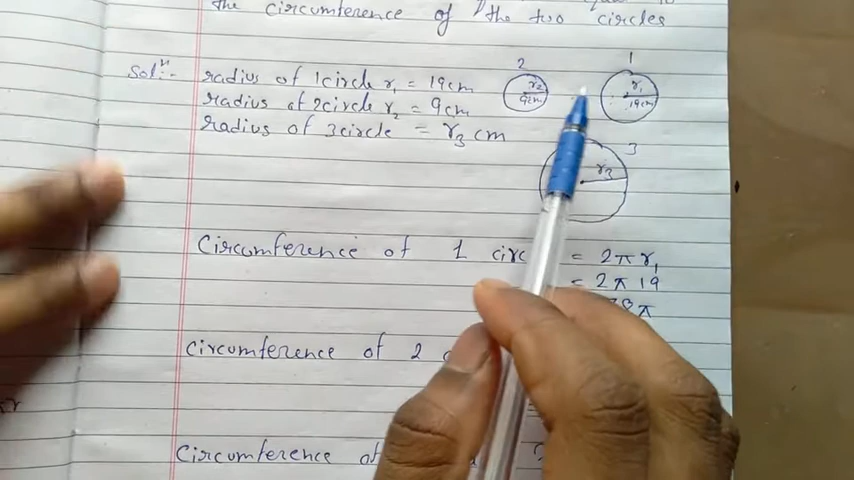 the circumference of the two circles
Solⁿ:-
radius of 1circle r₁ = 19cm
radius of 2circle r₂ = 9cm
radius of 3circle = r₃ cm
2
r₂
9cm
1
r₁
19cm
3
r₃
Circumference of 1 circ = 2πr₁
= 2π 19
38π
circumference of 2
Circumference of